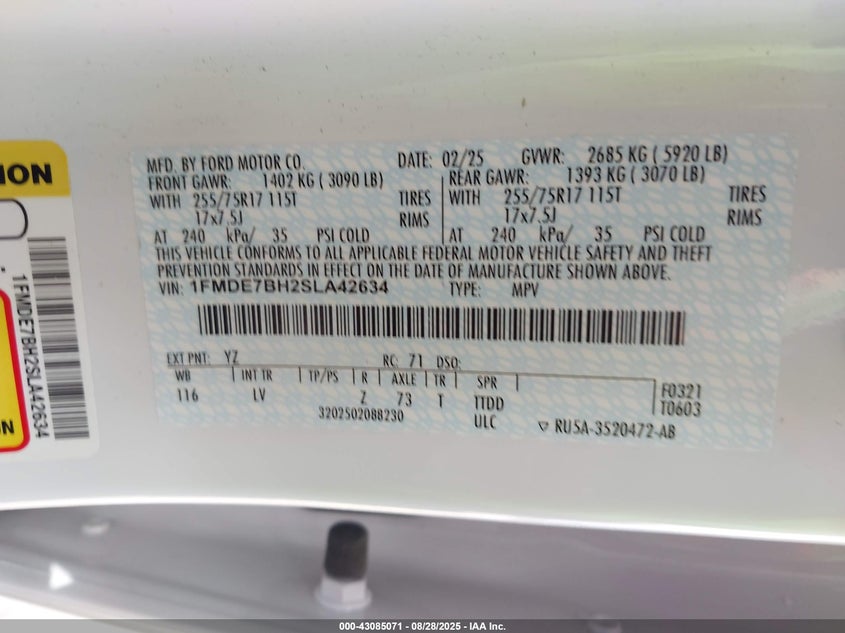 MFD. BY FORD MOTOR CO. DATE: 02/25 GVWR: 2685 KG ( 5920 LB)
FRONT GAWR: 1402 KG ( 3090 LB) REAR GAWR: 1393 KG ( 3070 LB)
WITH 255/75R17 115T TIRES WITH 255/75R17 115T TIRES
17x7.5J RIMS 17x7.5J RIMS
AT 240 kPa/ 35 PSI COLD AT 240 kPa/ 35 PSI COLD
THIS VEHICLE CONFORMS TO ALL APPLICABLE FEDERAL MOTOR VEHICLE SAFETY AND THEFT
PREVENTION STANDARDS IN EFFECT ON THE DATE OF MANUFACTURE SHOWN ABOVE.
VIN: 1FMDE7BH2SLA42634 TYPE: MPV
EXT PNT: YZ RC: 71 DSO:
WB INT TR TP/PS R AXLE TR SPR
116 LV Z 73 T TTDD
3202502088230 ULC
F0321
T0603
RU5A-3520472-AB
1FMDE7BH2SLA42634
000-43085071 | 08/28/2025 - IAA Inc.